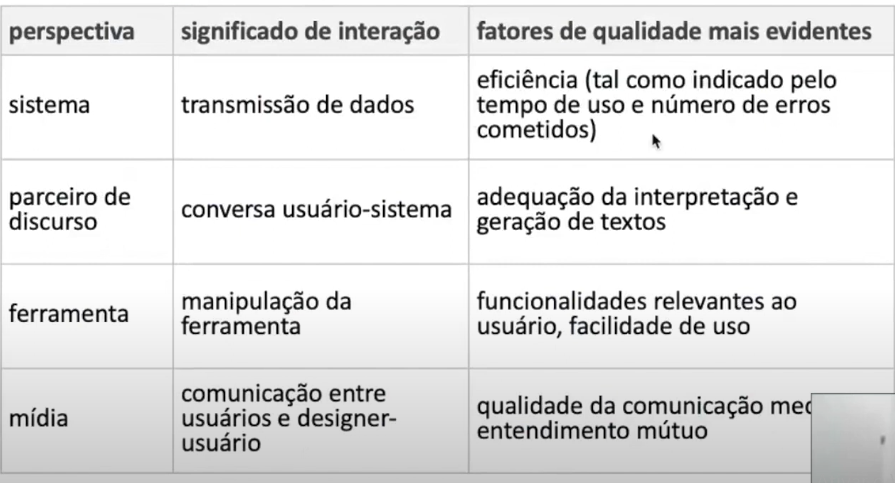 perspectiva
significado de interação
fatores de qualidade mais evidentes
sistema
transmissão de dados
eficiência (tal como indicado pelo
tempo de uso e número de erros
cometidos)
parceiro de
discurso
conversa usuário-sistema
adequação da interpretação e
geração de textos
ferramenta
manipulação da
ferramenta
funcionalidades relevantes ao
usuário, facilidade de uso
mídia
comunicação entre
usuários e designer-
usuário
qualidade da comunicação
entendimento mútuo